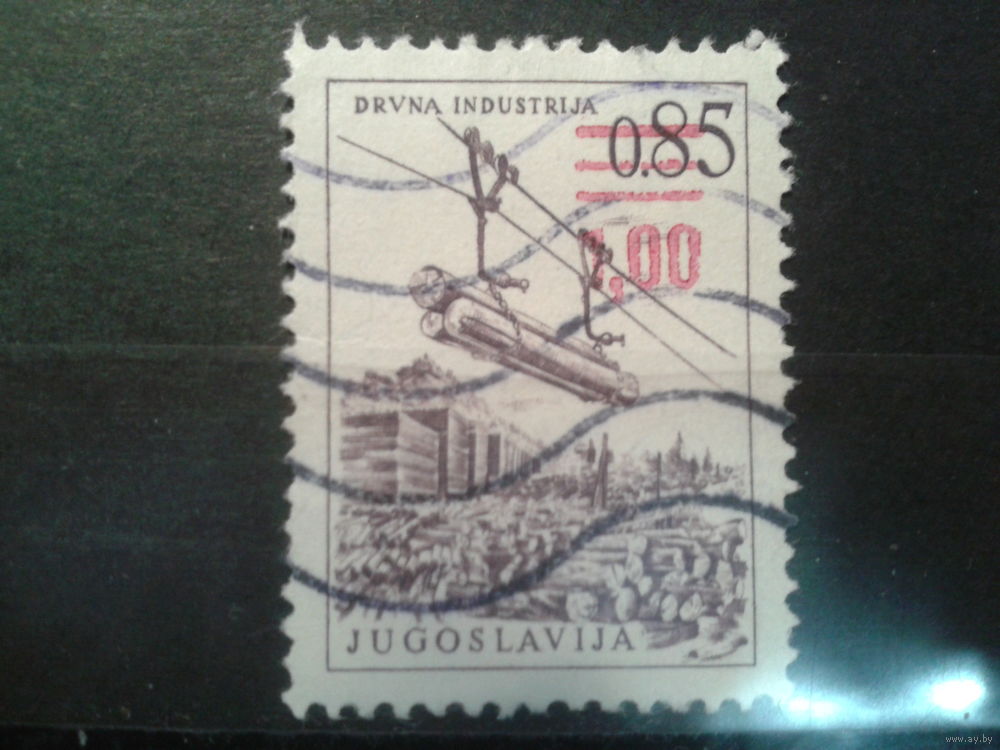 DRVNA INDUSTRIJA
0.85
1,00
JUGOSLAVIJA
www.ay.by